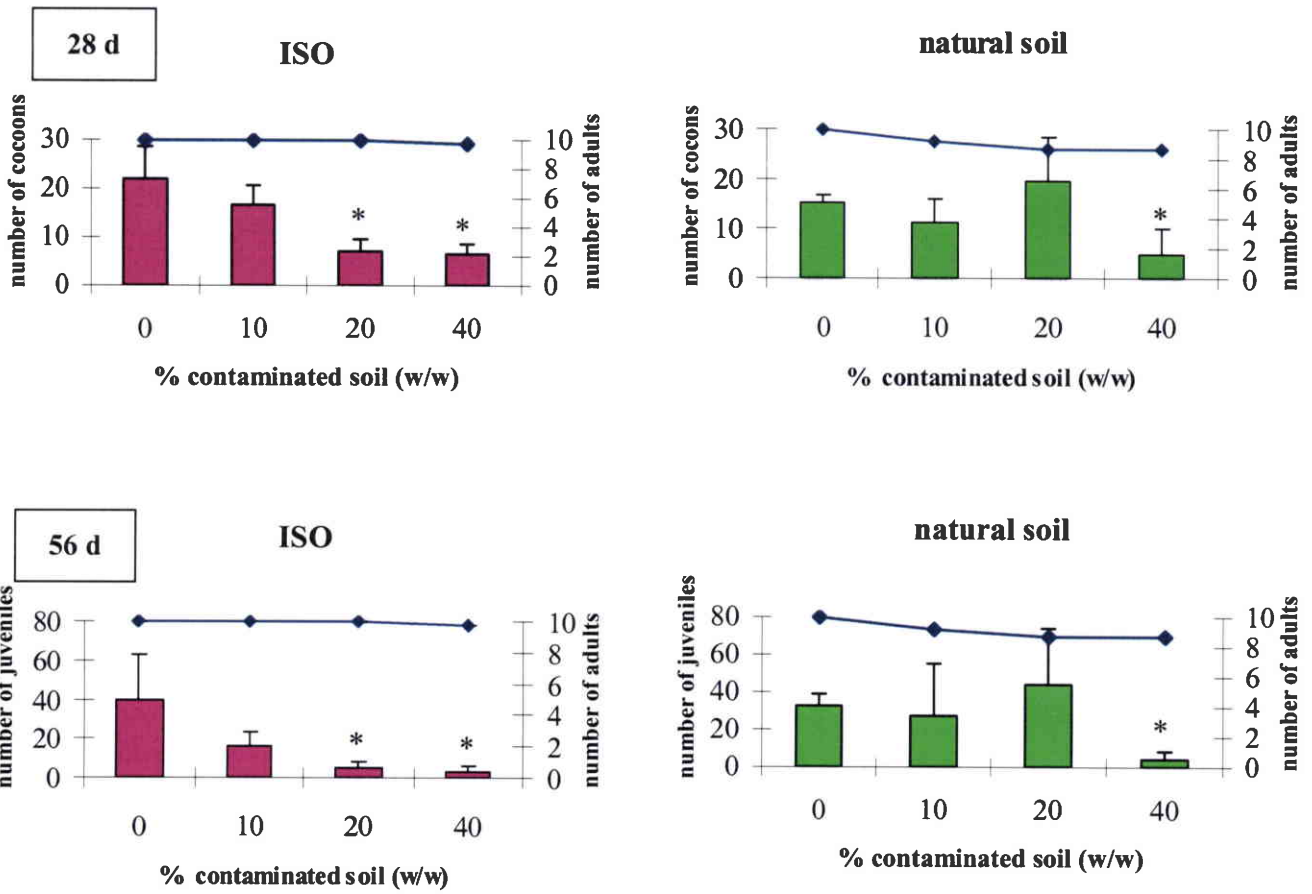 28 d
ISO
number of cocoons
30
20
10
0
10
8
6
4
2
0
number of adults
*
*
0 10 20 40
% contaminated soil (w/w)
natural soil
number of cocons
30
20
10
0
10
8
6
4
2
0
number of adults
*
0 10 20 40
% contaminated soil (w/w)
56 d
ISO
number of juveniles
80
60
40
20
0
10
8
6
4
2
0
number of adults
*
*
0 10 20 40
% contaminated soil (w/w)
natural soil
number of juveniles
80
60
40
20
0
10
8
6
4
2
0
number of adults
*
0 10 20 40
% contaminated soil (w/w)